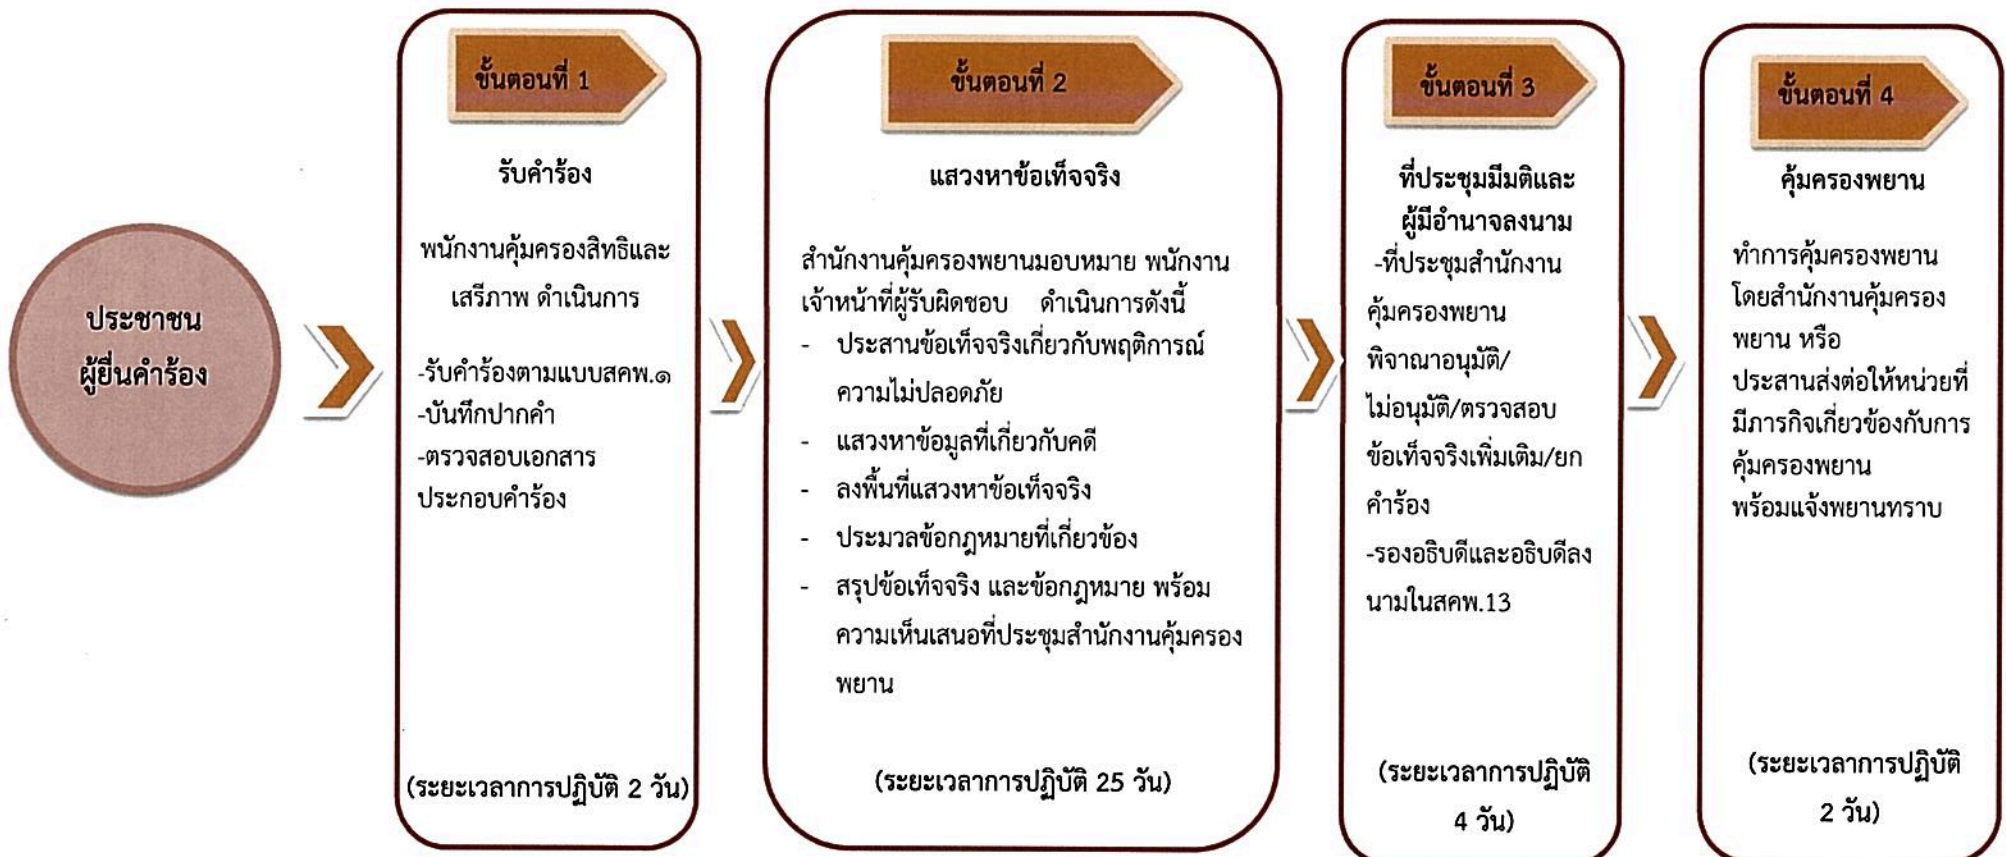 ประชาชน
ผู้ยื่นคำร้อง
ขั้นตอนที่ 1
รับคำร้อง
พนักงานคุ้มครองสิทธิและ
เสรีภาพ ดำเนินการ
-รับคำร้องตามแบบสคพ.๑
-บันทึกปากคำ
-ตรวจสอบเอกสาร
ประกอบคำร้อง
(ระยะเวลาการปฏิบัติ 2 วัน)
ขั้นตอนที่ 2
แสวงหาข้อเท็จจริง
สำนักงานคุ้มครองพยานมอบหมาย พนักงาน
เจ้าหน้าที่ผู้รับผิดชอบ ดำเนินการดังนี้
- ประสานข้อเท็จจริงเกี่ยวกับพฤติการณ์
ความไม่ปลอดภัย
- แสวงหาข้อมูลที่เกี่ยวกับคดี
- ลงพื้นที่แสวงหาข้อเท็จจริง
- ประมวลข้อกฎหมายที่เกี่ยวข้อง
- สรุปข้อเท็จจริง และข้อกฎหมาย พร้อม
ความเห็นเสนอที่ประชุมสำนักงานคุ้มครอง
พยาน
(ระยะเวลาการปฏิบัติ 25 วัน)
ขั้นตอนที่ 3
ที่ประชุมมีมติและ
ผู้มีอำนาจลงนาม
-ที่ประชุมสำนักงาน
คุ้มครองพยาน
พิจาณาอนุมัติ/
ไม่อนุมัติ/ตรวจสอบ
ข้อเท็จจริงเพิ่มเติม/ยก
คำร้อง
-รองอธิบดีและอธิบดีลง
นามในสคพ.13
(ระยะเวลาการปฏิบัติ
4 วัน)
ขั้นตอนที่ 4
คุ้มครองพยาน
ทำการคุ้มครองพยาน
โดยสำนักงานคุ้มครอง
พยาน หรือ
ประสานส่งต่อให้หน่วยที่
มีภารกิจเกี่ยวข้องกับการ
คุ้มครองพยาน
พร้อมแจ้งพยานทราบ
(ระยะเวลาการปฏิบัติ
2 วัน)